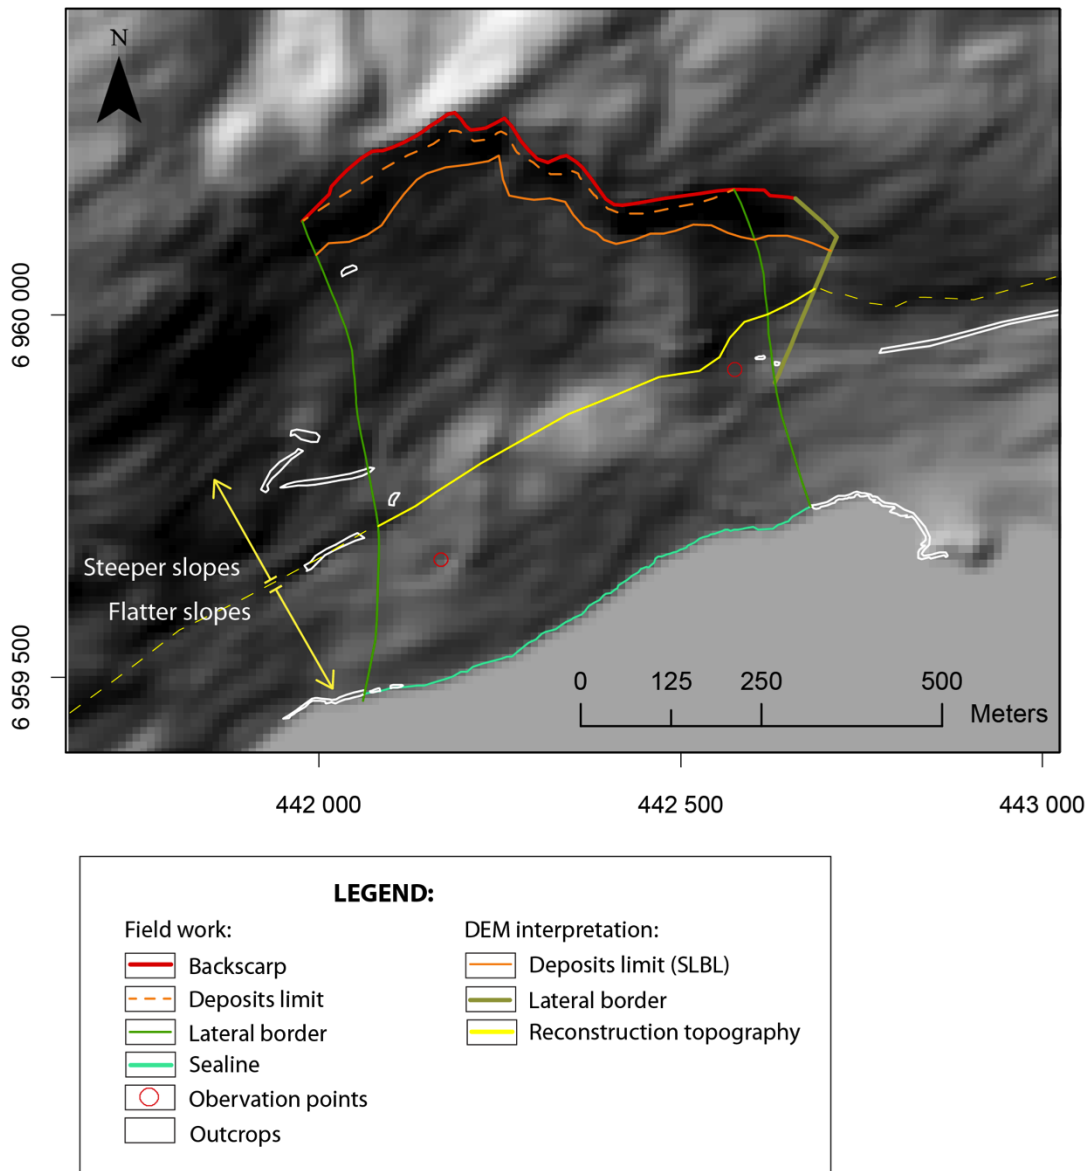 N
6 960 000
Steeper slopes
Flatter slopes
6 959 500
0 125 250 500
Meters
442 000 442 500 443 000
LEGEND:
Field work: DEM interpretation:
Backscarp Deposits limit (SLBL)
Deposits limit Lateral border
Lateral border Reconstruction topography
Sealine
Obervation points
Outcrops